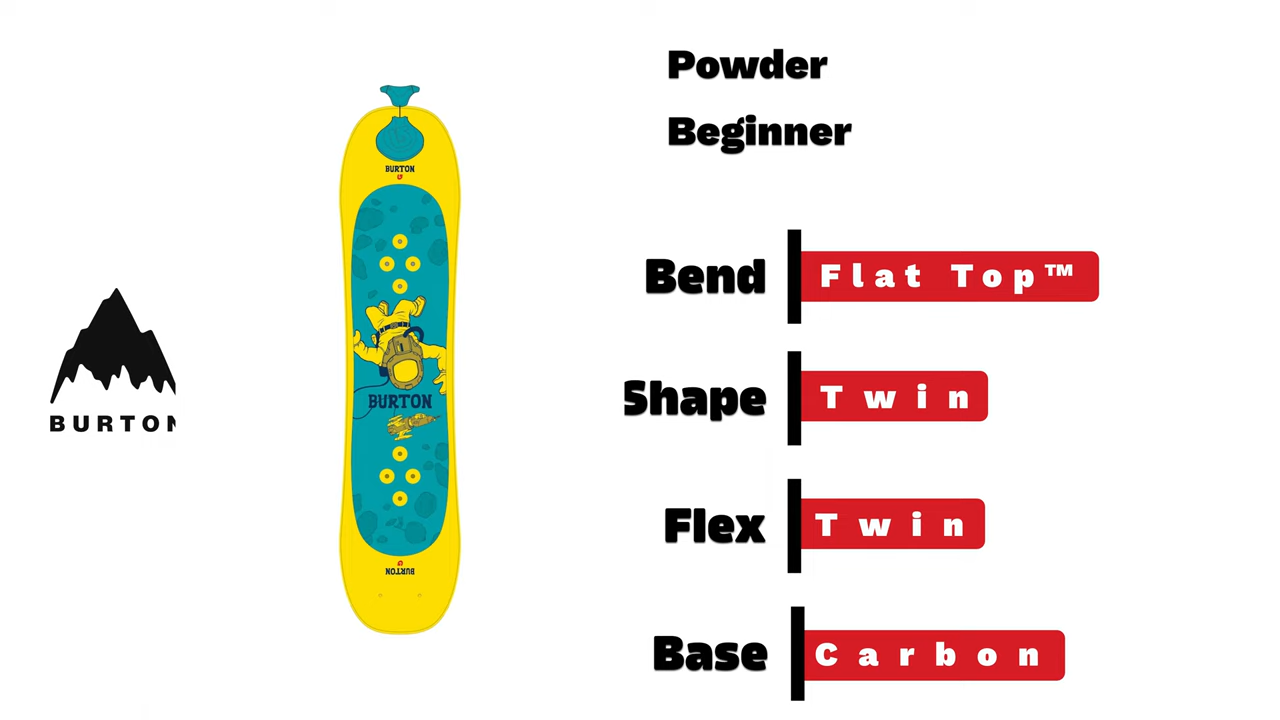 Powder
Beginner
BURTON
Bend Flat Top™
BURTON
Shape Twin
BURTON
Flex Twin
BURTON
Base Carbon